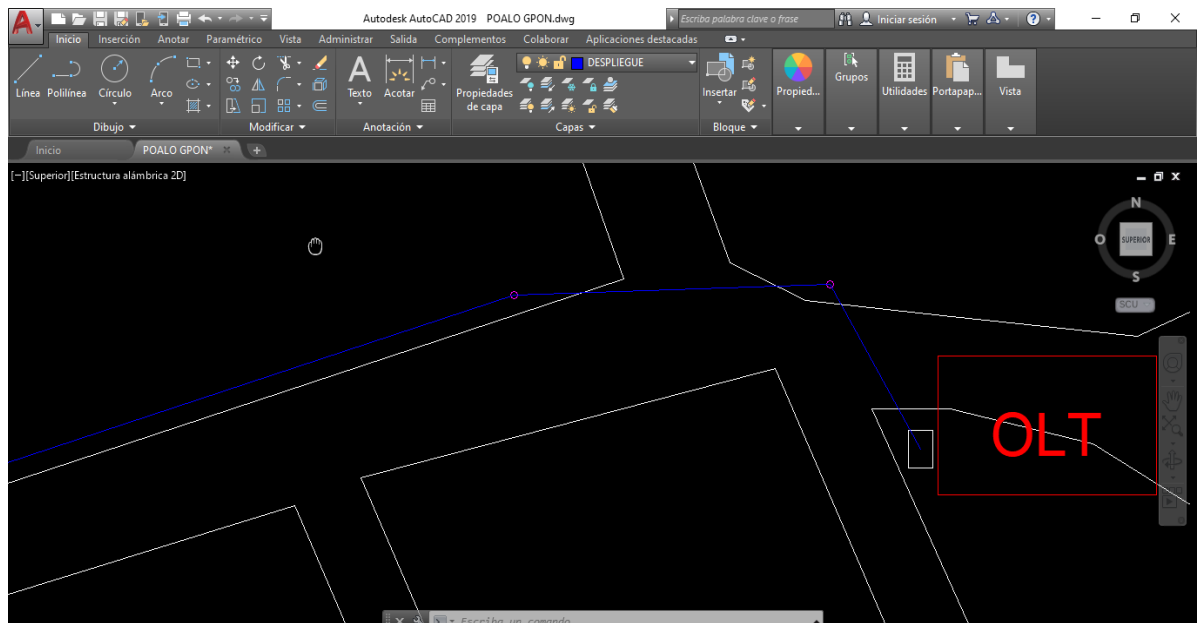 Autodesk AutoCAD 2019 POALO GPON.dwg Escriba palabra clave o frase Iniciar sesión
Inicio Inserción Anotar Paramétrico Vista Administrar Salida Complementos Colaborar Aplicaciones destacadas
DESPLIEGUE
Línea Polilínea Círculo Arco Texto Acotar Propiedades de capa Insertar Propied... Grupos Utilidades Portapap... Vista
Dibujo Modificar Anotación Capas Bloque
Inicio POALO GPON*
[−][Superior][Estructura alámbrica 2D]
N
O SUPERIOR E
S
SCU
OLT
Escriba un comando